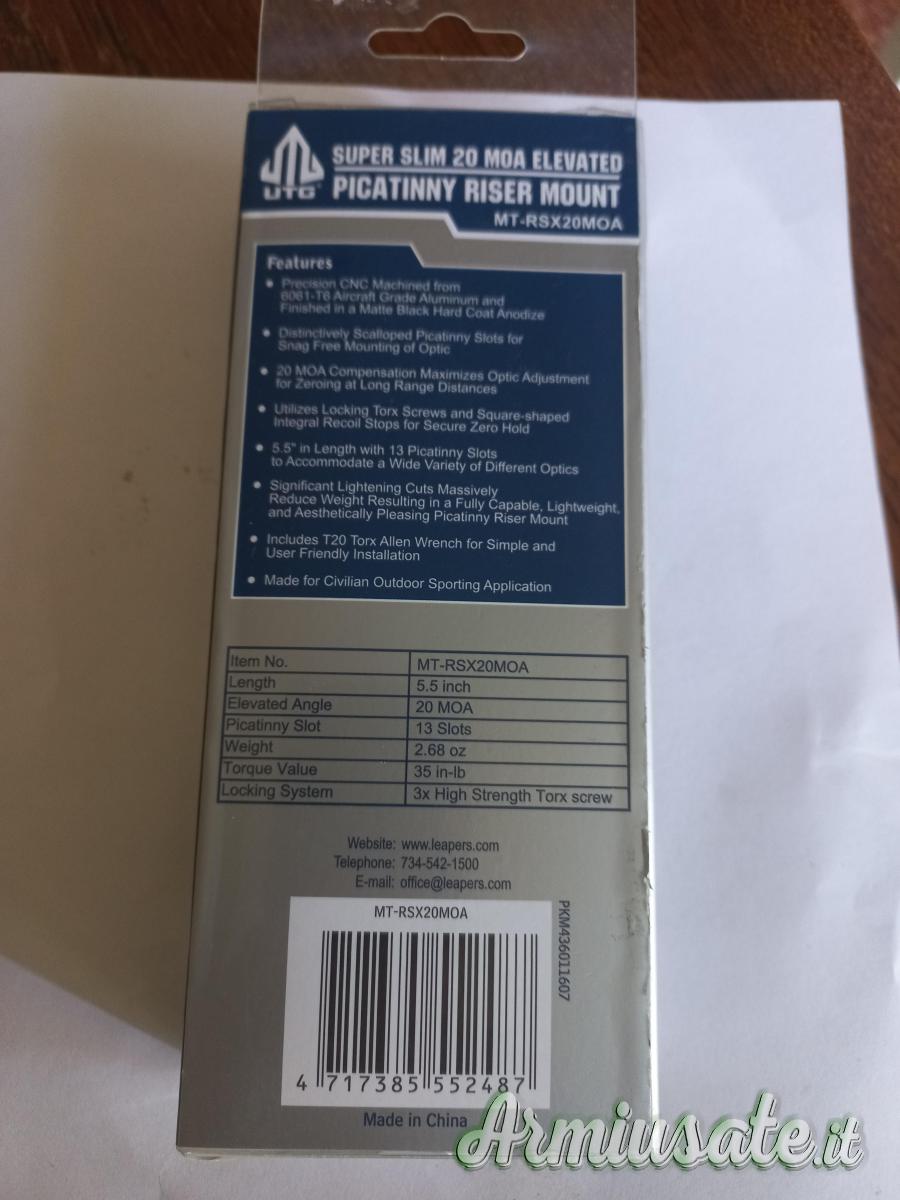 UTG
SUPER SLIM 20 MOA ELEVATED
PICATINNY RISER MOUNT
MT-RSX20MOA
Features
• Precision CNC Machined from
6061-T6 Aircraft Grade Aluminum and
Finished in a Matte Black Hard Coat Anodize
• Distinctively Scalloped Picatinny Slots for
Snag Free Mounting of Optic
• 20 MOA Compensation Maximizes Optic Adjustment
for Zeroing at Long Range Distances
• Utilizes Locking Torx Screws and Square-shaped
Integral Recoil Stops for Secure Zero Hold
• 5.5" in Length with 13 Picatinny Slots
to Accommodate a Wide Variety of Different Optics
• Significant Lightening Cuts Massively
Reduce Weight Resulting in a Fully Capable, Lightweight,
and Aesthetically Pleasing Picatinny Riser Mount
• Includes T20 Torx Allen Wrench for Simple and
User Friendly Installation
• Made for Civilian Outdoor Sporting Application
Item No. MT-RSX20MOA
Length 5.5 inch
Elevated Angle 20 MOA
Picatinny Slot 13 Slots
Weight 2.68 oz
Torque Value 35 in-lb
Locking System 3x High Strength Torx screw
Website: www.leapers.com
Telephone: 734-542-1500
E-mail: office@leapers.com
MT-RSX20MOA
PKM436011607
4 717385 552487
Made in China
Armiusate.it